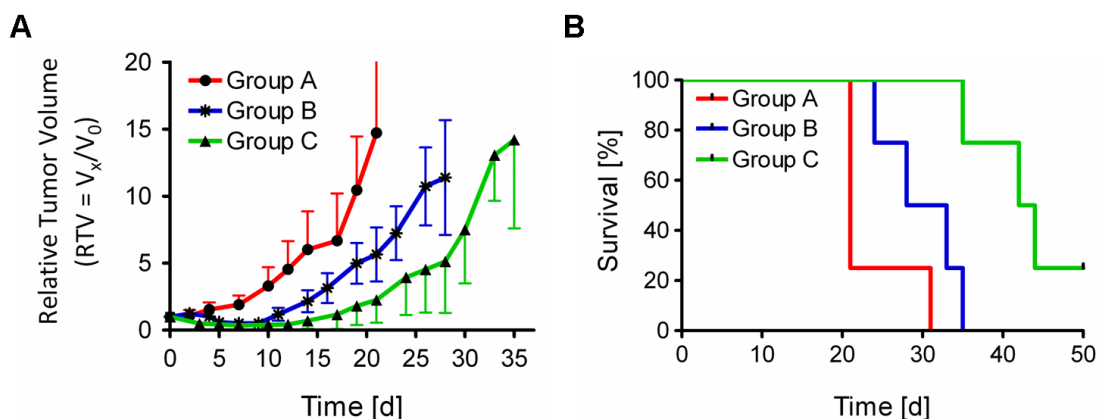 A
Relative Tumor Volume
(RTV = Vx/V0)
20
15
10
5
0
Group A
Group B
Group C
0 5 10 15 20 25 30 35
Time [d]
B
Survival [%]
100
80
60
40
20
0
Group A
Group B
Group C
0 10 20 30 40 50
Time [d]